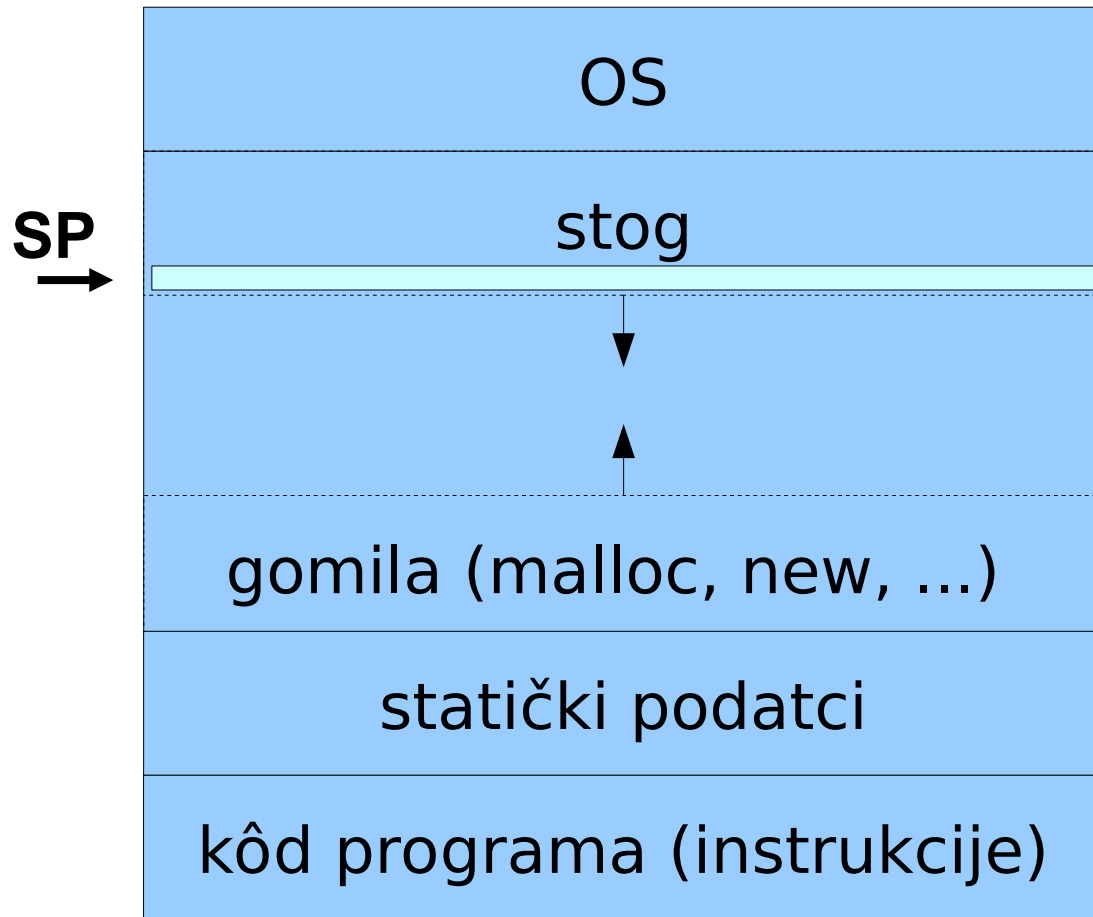 OS
stog
SP
gomila (malloc, new, ...)
statički podatci
kôd programa (instrukcije)